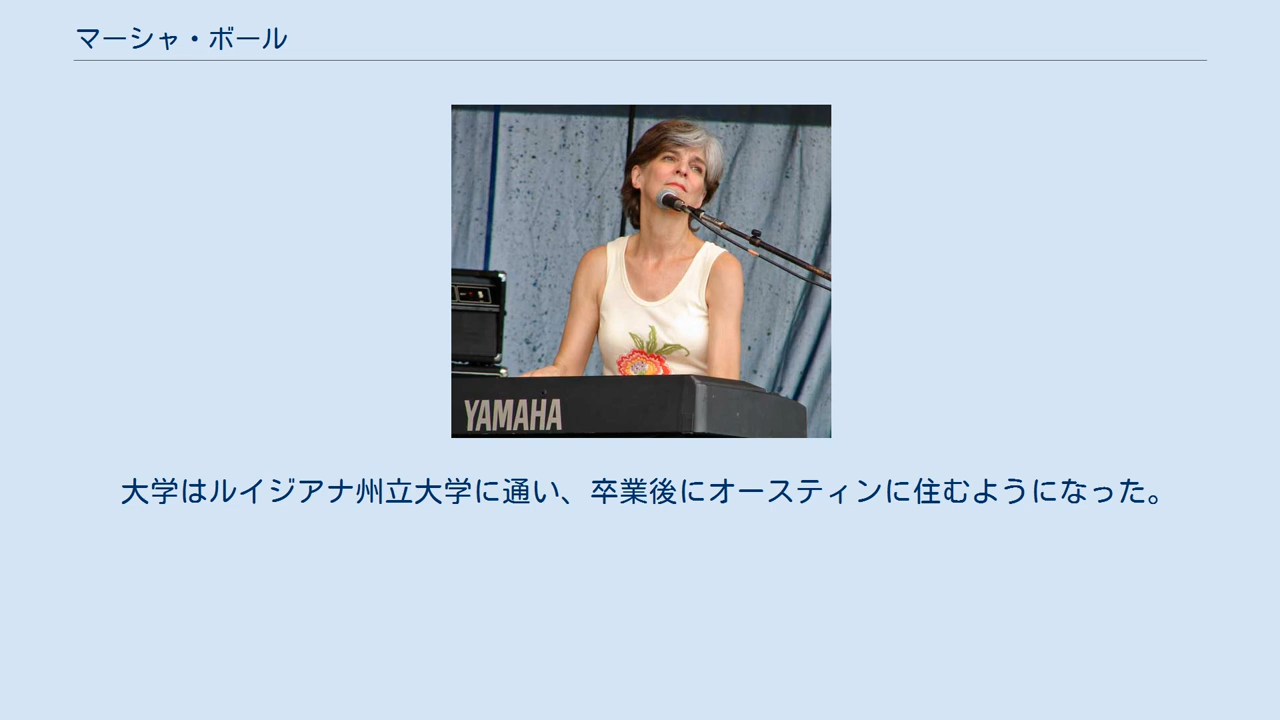 マーシャ・ボール
YAMAHA
大学はルイジアナ州立大学に通い、卒業後にオースティンに住むようになった。